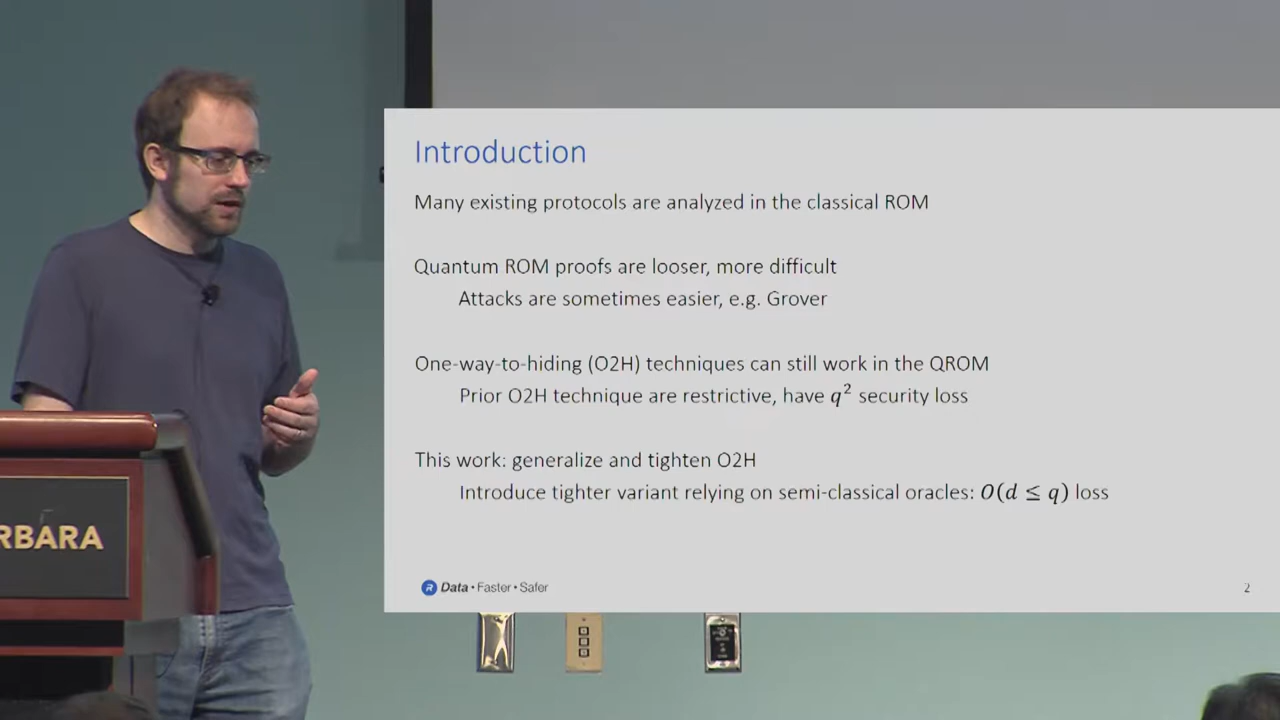 Introduction
Many existing protocols are analyzed in the classical ROM
Quantum ROM proofs are looser, more difficult
Attacks are sometimes easier, e.g. Grover
One-way-to-hiding (O2H) techniques can still work in the QROM
Prior O2H technique are restrictive, have q² security loss
This work: generalize and tighten O2H
Introduce tighter variant relying on semi-classical oracles: O(d ≤ q) loss
R Data • Faster • Safer
2
RBARA